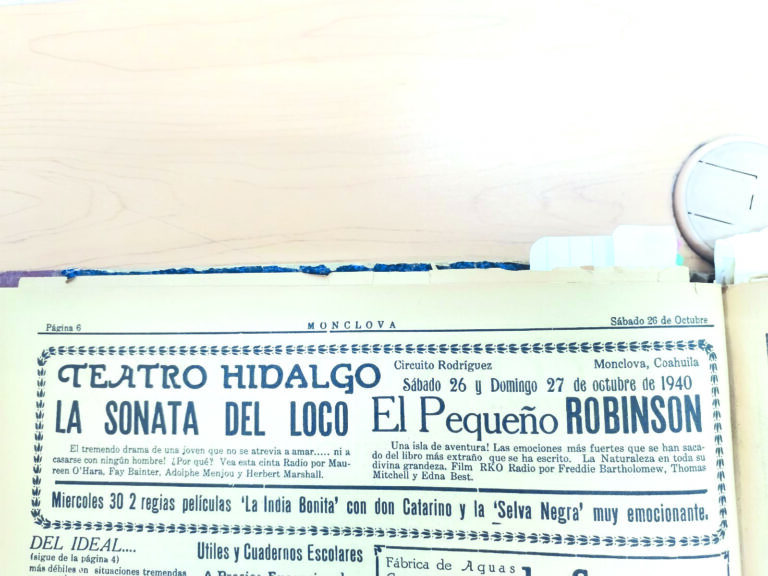 Página 6
MONCLOVA
Sábado 26 de Octubre
TEATRO HIDALGO
Circuito Rodríguez
Monclova, Coahuila
Sábado 26 y Domingo 27 de octubre de 1940
LA SONATA DEL LOCO
El tremendo drama de una joven que no se atrevia a amar..... ni a
casarse con ningún hombre! ¿Por qué? Vea esta cinta Radio por Mau-
reen O'Hara, Fay Bainter, Adolphe Menjou y Herbert Marshall.
El Pequeño ROBINSON
Una isla de aventura! Las emociones más fuertes que se han saca-
do del libro más extraño que se ha escrito. La Naturaleza en toda su
divina grandeza. Film RKO Radio por Freddie Bartholomew, Thomas
Mitchell y Edna Best.
Miercoles 30 2 regias películas 'La India Bonita' con don Catarino y la 'Selva Negra' muy emocionante.
DEL IDEAL....
(sigue de la página 4)
más débiles en situaciones tremendas
Utiles y Cuadernos Escolares
Fábrica de Aguas